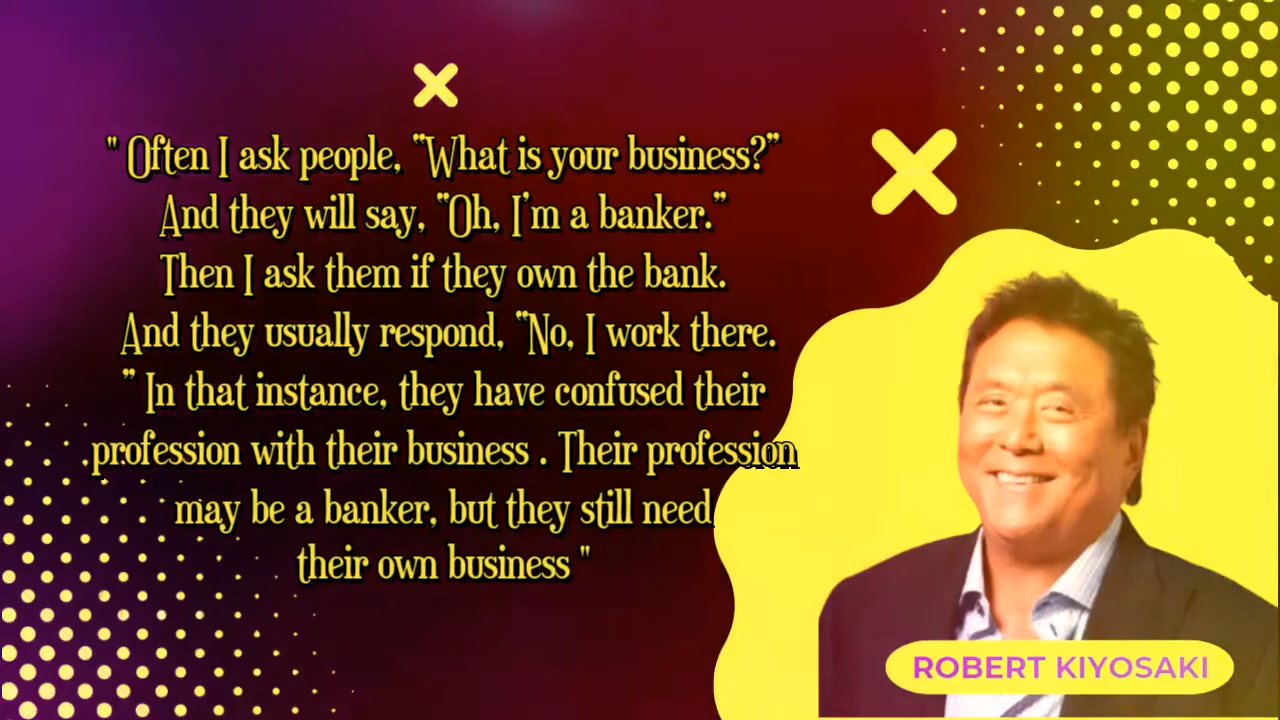 " Often I ask people, “What is your business?”
And they will say, “Oh, I’m a banker.”
Then I ask them if they own the bank.
And they usually respond, “No, I work there.
” In that instance, they have confused their
profession with their business . Their profession
may be a banker, but they still need
their own business "
ROBERT KIYOSAKI